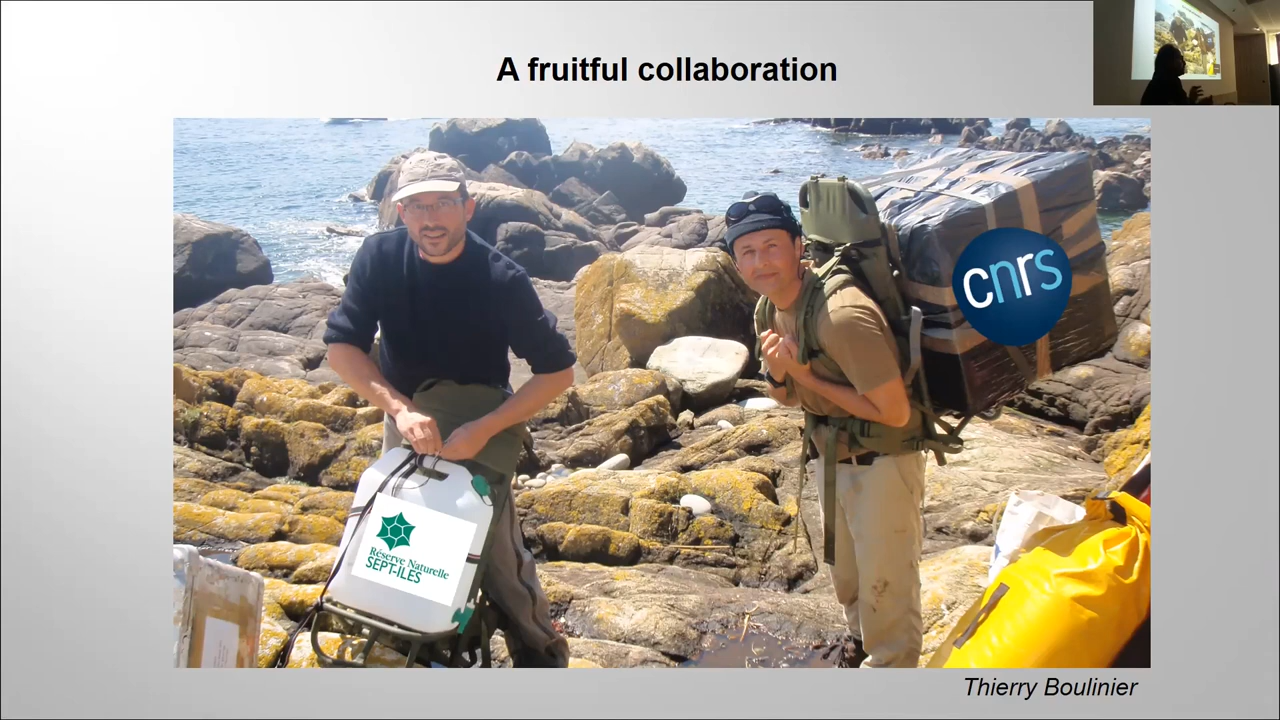 A fruitful collaboration
cnrs
Réserve Naturelle
SEPT-ILES
Thierry Boulinier